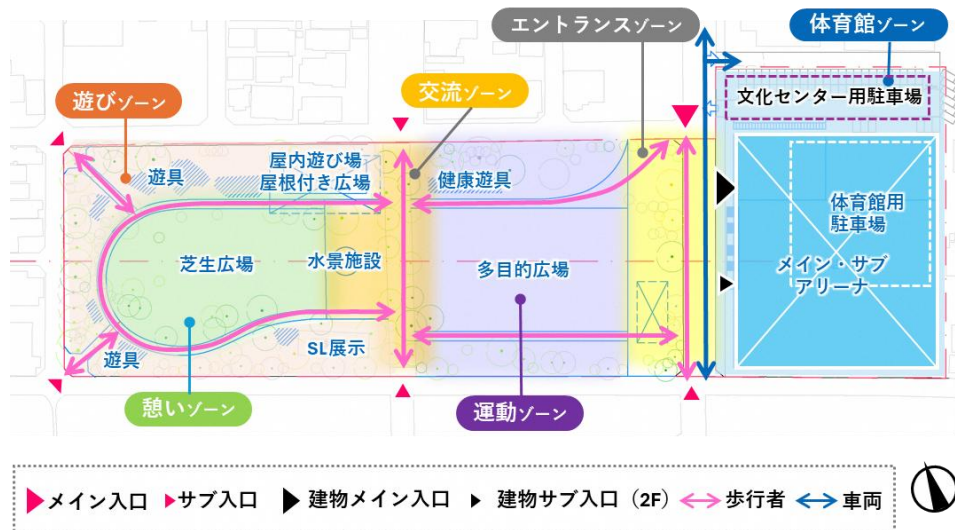 エントランスゾーン
体育館ゾーン
遊びゾーン
交流ゾーン
文化センター用駐車場
遊具
屋内遊び場
屋根付き広場
健康遊具
体育館用
駐車場
芝生広場
水景施設
多目的広場
メイン・サブ
アリーナ
遊具
SL展示
憩いゾーン
運動ゾーン
メイン入口 サブ入口 建物メイン入口 建物サブ入口（2F） 歩行者 車両